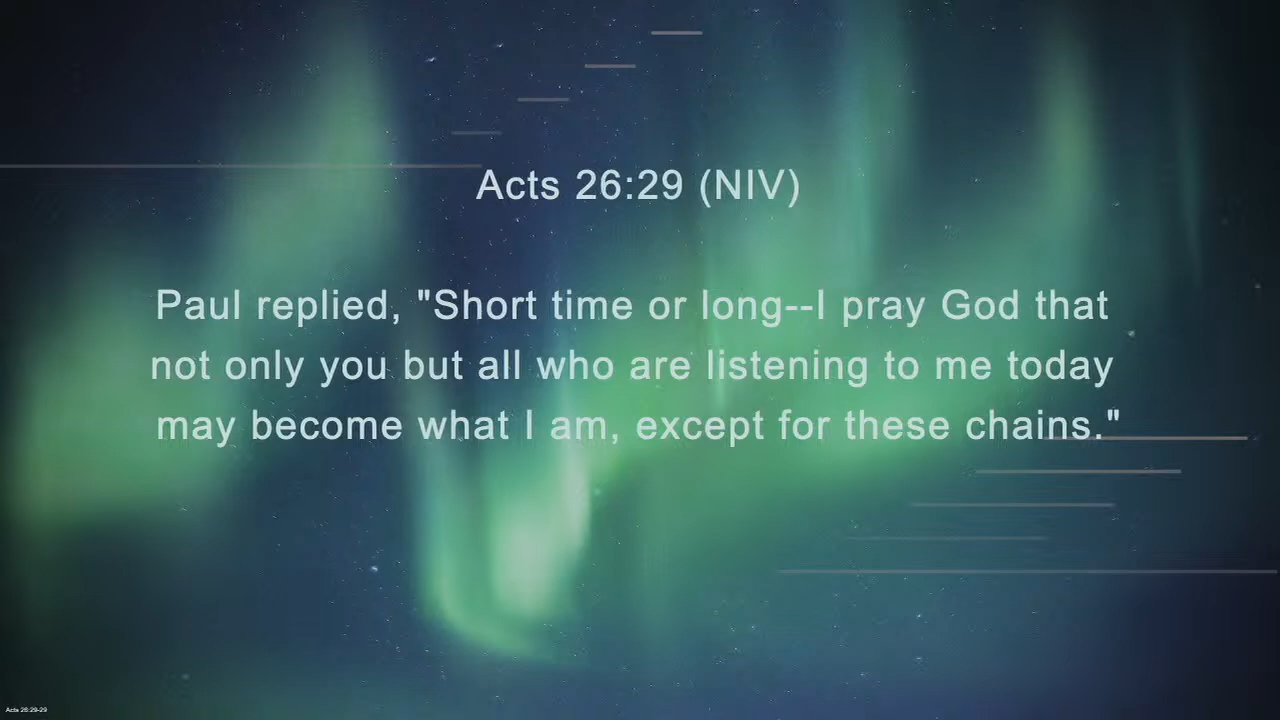 Acts 26:29 (NIV)
Paul replied, "Short time or long--I pray God that
not only you but all who are listening to me today
may become what I am, except for these chains."
Acts 26:29-29